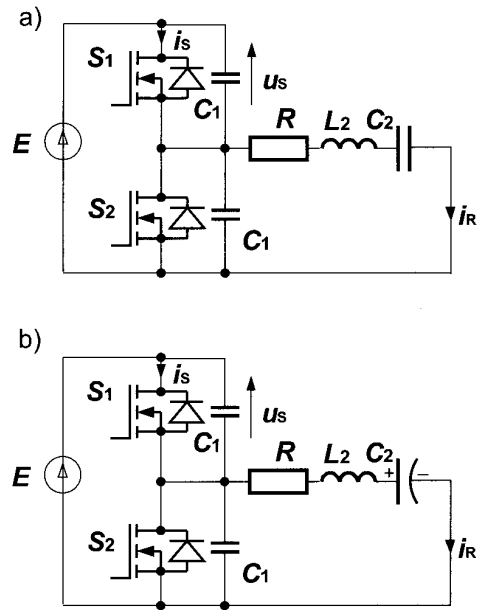 a)
iS
S1
uS
C1
R
L2
C2
E
S2
C1
iR
b)
iS
S1
uS
C1
R
L2
C2
+
−
E
S2
C1
iR